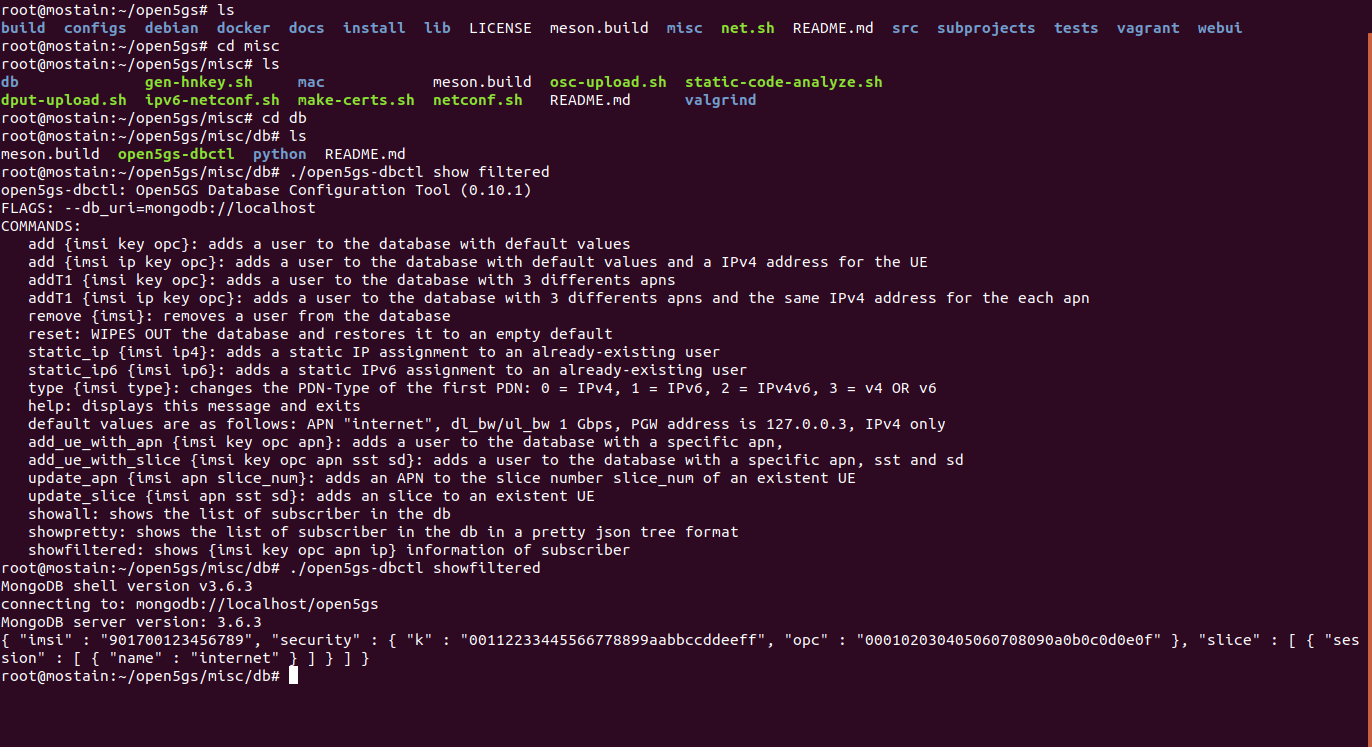 root@mostain:~/open5gs# ls
build configs debian docker docs install lib LICENSE meson.build misc net.sh README.md src subprojects tests vagrant webui
root@mostain:~/open5gs# cd misc
root@mostain:~/open5gs/misc# ls
db gen-hnkey.sh mac meson.build osc-upload.sh static-code-analyze.sh
dput-upload.sh ipv6-netconf.sh make-certs.sh netconf.sh README.md valgrind
root@mostain:~/open5gs/misc# cd db
root@mostain:~/open5gs/misc/db# ls
meson.build open5gs-dbctl python README.md
root@mostain:~/open5gs/misc/db# ./open5gs-dbctl show filtered
open5gs-dbctl: Open5GS Database Configuration Tool (0.10.1)
FLAGS: --db_uri=mongodb://localhost
COMMANDS:
   add {imsi key opc}: adds a user to the database with default values
   add {imsi ip key opc}: adds a user to the database with default values and a IPv4 address for the UE
   addT1 {imsi key opc}: adds a user to the database with 3 differents apns
   addT1 {imsi ip key opc}: adds a user to the database with 3 differents apns and the same IPv4 address for the each apn
   remove {imsi}: removes a user from the database
   reset: WIPES OUT the database and restores it to an empty default
   static_ip {imsi ip4}: adds a static IP assignment to an already-existing user
   static_ip6 {imsi ip6}: adds a static IPv6 assignment to an already-existing user
   type {imsi type}: changes the PDN-Type of the first PDN: 0 = IPv4, 1 = IPv6, 2 = IPv4v6, 3 = v4 OR v6
   help: displays this message and exits
   default values are as follows: APN "internet", dl_bw/ul_bw 1 Gbps, PGW address is 127.0.0.3, IPv4 only
   add_ue_with_apn {imsi key opc apn}: adds a user to the database with a specific apn,
   add_ue_with_slice {imsi key opc apn sst sd}: adds a user to the database with a specific apn, sst and sd
   update_apn {imsi apn slice_num}: adds an APN to the slice number slice_num of an existent UE
   update_slice {imsi apn sst sd}: adds an slice to an existent UE
   showall: shows the list of subscriber in the db
   showpretty: shows the list of subscriber in the db in a pretty json tree format
   showfiltered: shows {imsi key opc apn ip} information of subscriber
root@mostain:~/open5gs/misc/db# ./open5gs-dbctl showfiltered
MongoDB shell version v3.6.3
connecting to: mongodb://localhost/open5gs
MongoDB server version: 3.6.3
{ "imsi" : "901700123456789", "security" : { "k" : "00112233445566778899aabbccddeeff", "opc" : "000102030405060708090a0b0c0d0e0f" }, "slice" : [ { "ses
sion" : [ { "name" : "internet" } ] } ] }
root@mostain:~/open5gs/misc/db#